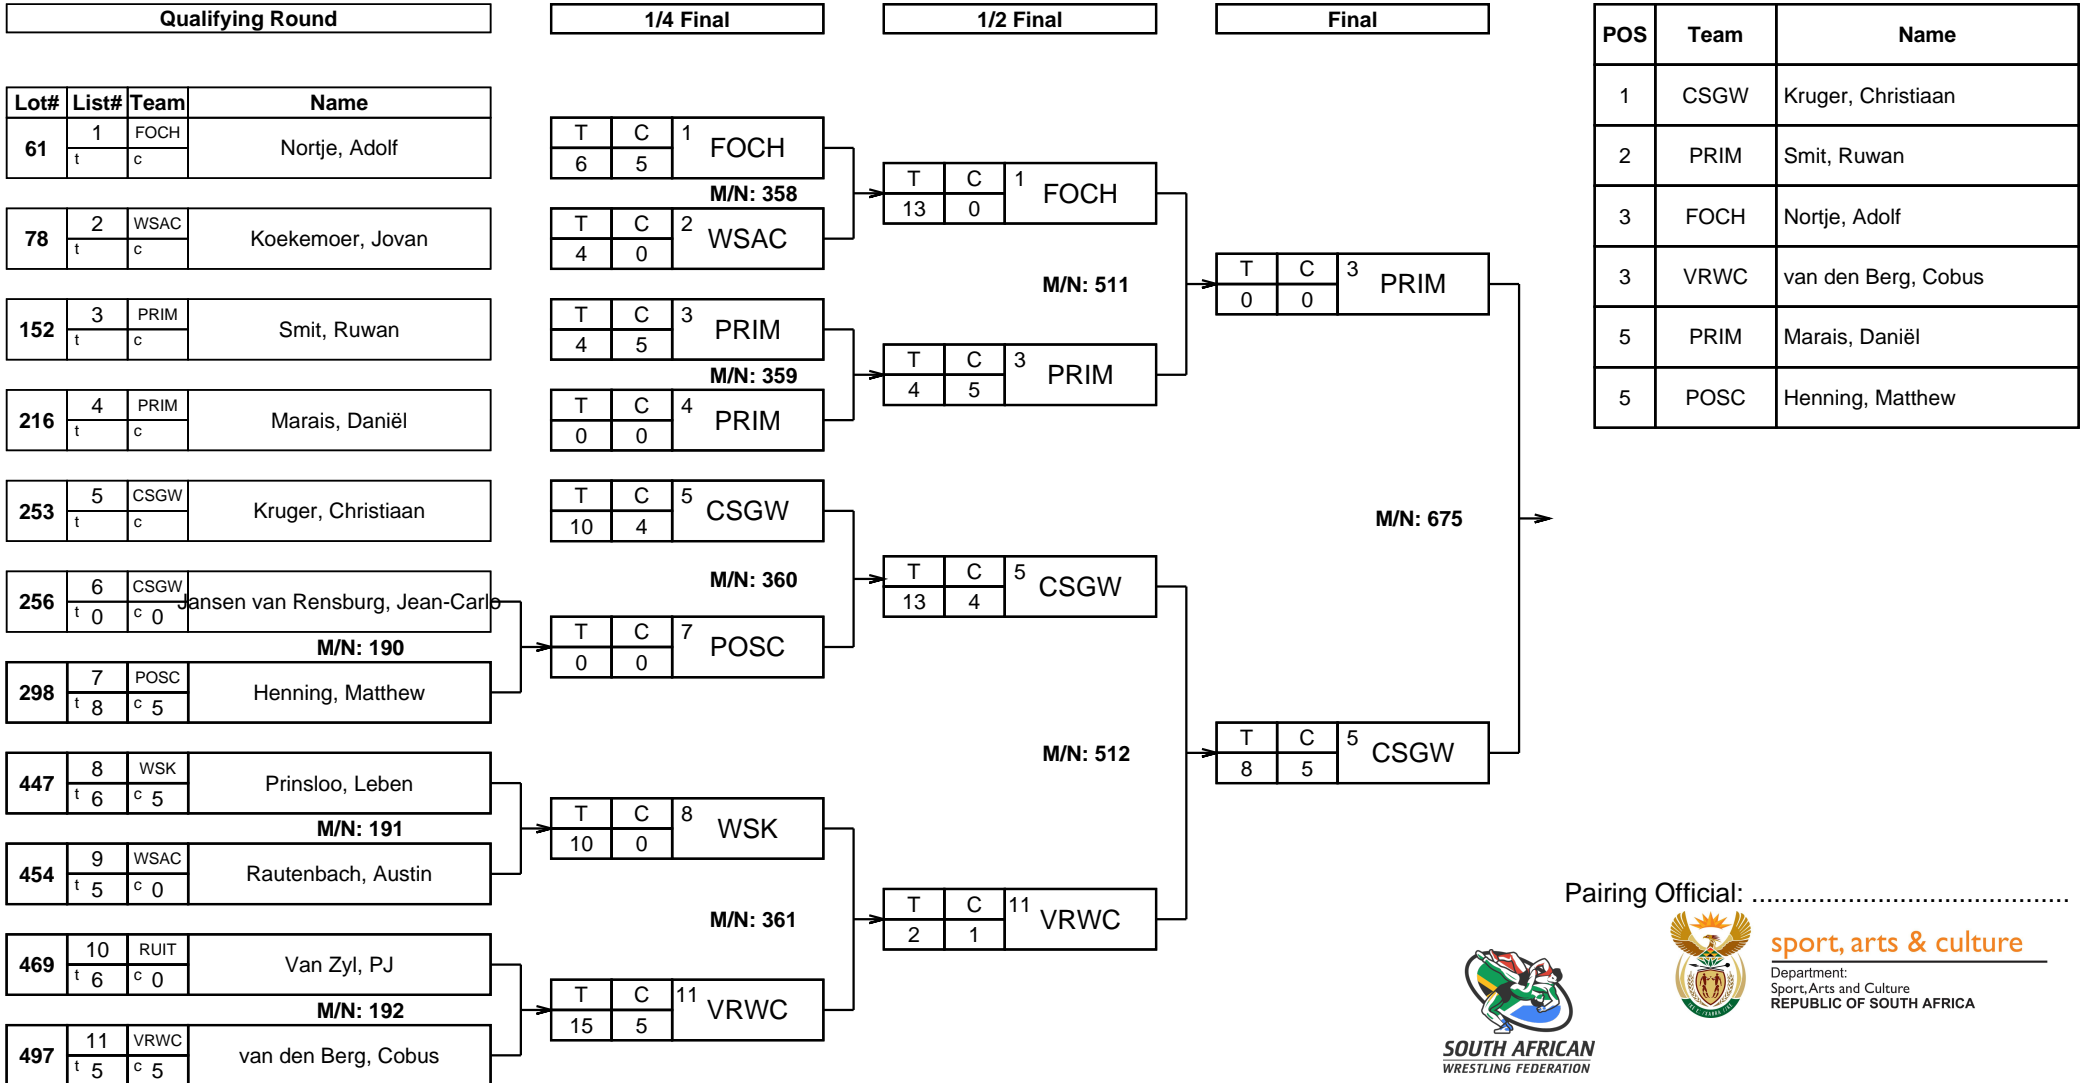 Qualifying Round
1/4 Final
1/2 Final
Final
POS Team Name
1 CSGW Kruger, Christiaan
2 PRIM Smit, Ruwan
3 FOCH Nortje, Adolf
3 VRWC van den Berg, Cobus
5 PRIM Marais, Daniël
5 POSC Henning, Matthew
Lot# List# Team Name
61 1 FOCH Nortje, Adolf
t c
78 2 WSAC Koekemoer, Jovan
t c
152 3 PRIM Smit, Ruwan
t c
216 4 PRIM Marais, Daniël
t c
253 5 CSGW Kruger, Christiaan
t c
256 6 CSGW Jansen van Rensburg, Jean-Carlo
t 0 c 0
M/N: 190
298 7 POSC Henning, Matthew
t 8 c 5
447 8 WSK Prinsloo, Leben
t 6 c 5
M/N: 191
454 9 WSAC Rautenbach, Austin
t 5 c 0
469 10 RUIT Van Zyl, PJ
t 6 c 0
M/N: 192
497 11 VRWC van den Berg, Cobus
t 5 c 5
T C 1 FOCH
6 5
M/N: 358
T C 2 WSAC
4 0
T C 3 PRIM
4 5
M/N: 359
T C 4 PRIM
0 0
T C 5 CSGW
10 4
M/N: 360
T C 7 POSC
0 0
T C 8 WSK
10 0
M/N: 361
T C 11 VRWC
15 5
T C 1 FOCH
13 0
M/N: 511
T C 3 PRIM
4 5
T C 5 CSGW
13 4
M/N: 512
T C 11 VRWC
2 1
T C 3 PRIM
0 0
M/N: 675
T C 5 CSGW
8 5
Pairing Official: ..........................................
SOUTH AFRICAN
WRESTLING FEDERATION
sport, arts & culture
Department:
Sport, Arts and Culture
REPUBLIC OF SOUTH AFRICA